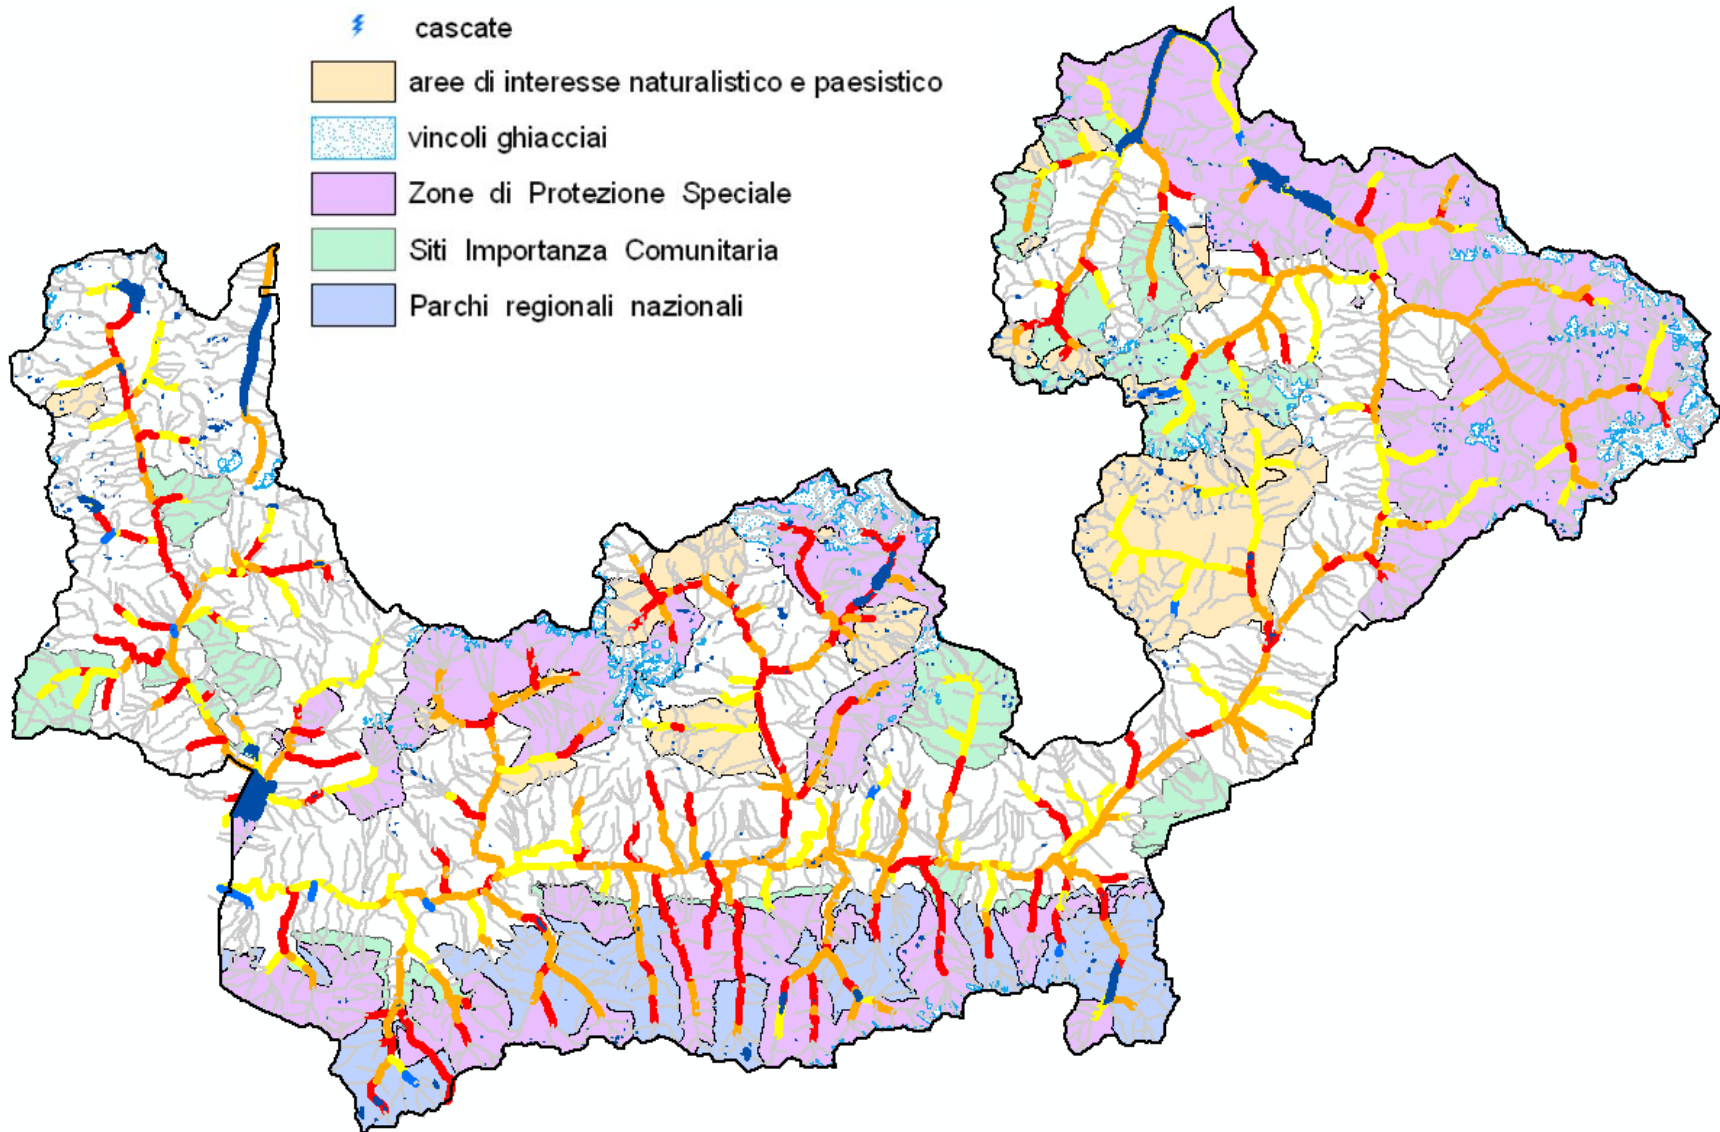 cascate
aree di interesse naturalistico e paesistico
vincoli ghiacciai
Zone di Protezione Speciale
Siti Importanza Comunitaria
Parchi regionali nazionali